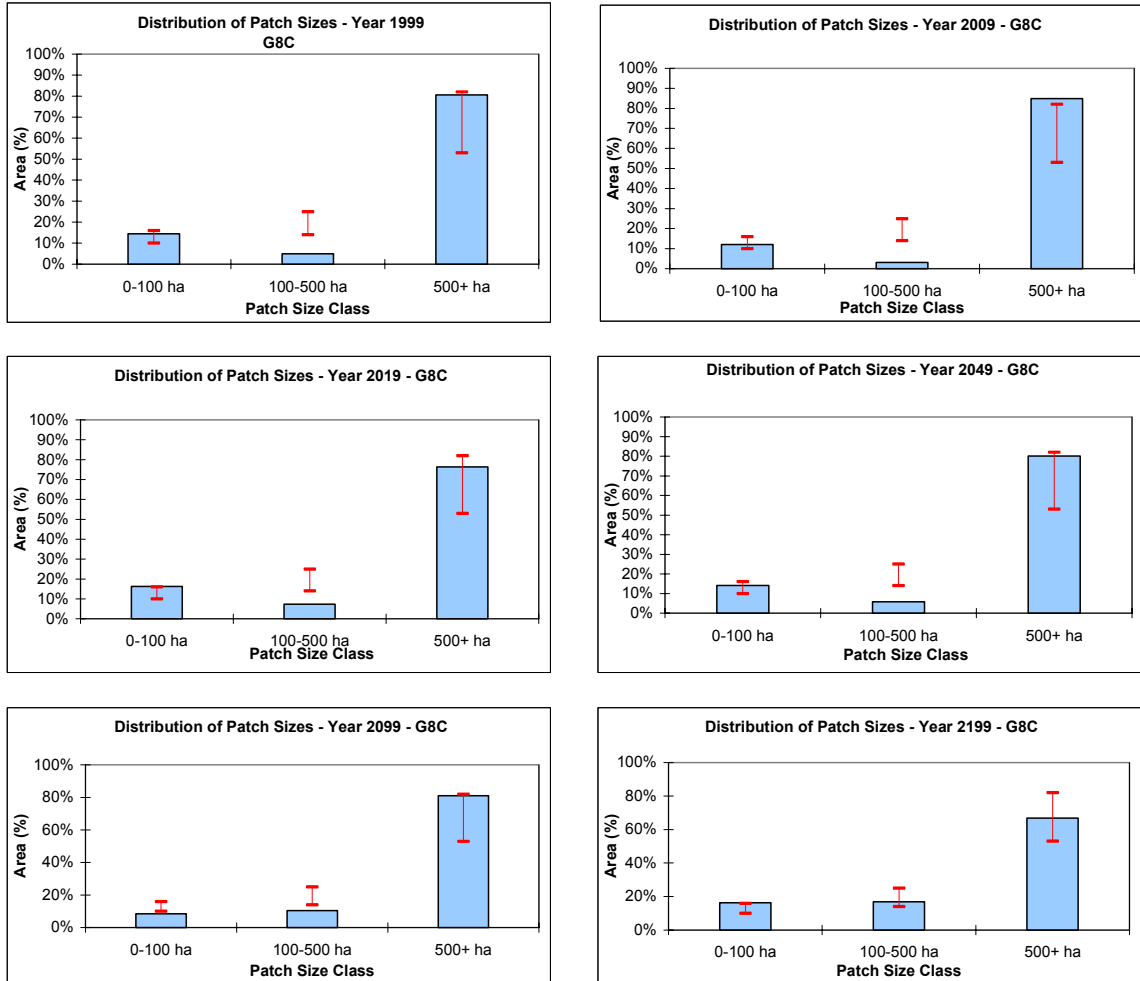 Distribution of Patch Sizes - Year 1999
G8C
100%
90%
80%
70%
60%
50%
40%
30%
20%
10%
0%
Area (%)
0-100 ha 100-500 ha 500+ ha
Patch Size Class
Distribution of Patch Sizes - Year 2009 - G8C
100%
90%
80%
70%
60%
50%
40%
30%
20%
10%
0%
Area (%)
0-100 ha 100-500 ha 500+ ha
Patch Size Class
Distribution of Patch Sizes - Year 2019 - G8C
100%
90%
80%
70%
60%
50%
40%
30%
20%
10%
0%
Area (%)
0-100 ha 100-500 ha 500+ ha
Patch Size Class
Distribution of Patch Sizes - Year 2049 - G8C
100%
90%
80%
70%
60%
50%
40%
30%
20%
10%
0%
Area (%)
0-100 ha 100-500 ha 500+ ha
Patch Size Class
Distribution of Patch Sizes - Year 2099 - G8C
100%
80%
60%
40%
20%
0%
Area (%)
0-100 ha 100-500 ha 500+ ha
Patch Size Class
Distribution of Patch Sizes - Year 2199 - G8C
100%
80%
60%
40%
20%
0%
Area (%)
0-100 ha 100-500 ha 500+ ha
Patch Size Class